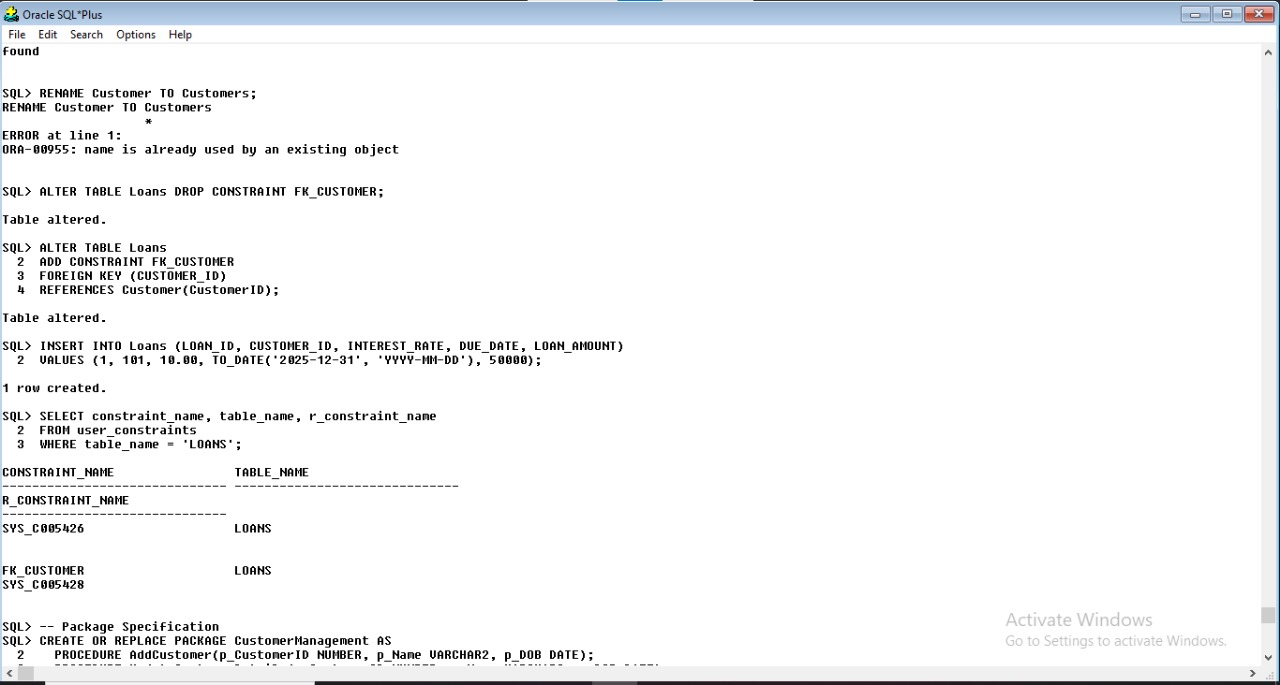 Oracle SQL*Plus
File Edit Search Options Help
found
SQL> RENAME Customer TO Customers;
RENAME Customer TO Customers
*
ERROR at line 1:
ORA-00955: name is already used by an existing object
SQL> ALTER TABLE Loans DROP CONSTRAINT FK_CUSTOMER;
Table altered.
SQL> ALTER TABLE Loans
2 ADD CONSTRAINT FK_CUSTOMER
3 FOREIGN KEY (CUSTOMER_ID)
4 REFERENCES Customer(CustomerID);
Table altered.
SQL> INSERT INTO Loans (LOAN_ID, CUSTOMER_ID, INTEREST_RATE, DUE_DATE, LOAN_AMOUNT)
2 VALUES (1, 101, 10.00, TO_DATE('2025-12-31', 'YYYY-MM-DD'), 50000);
1 row created.
SQL> SELECT constraint_name, table_name, r_constraint_name
2 FROM user_constraints
3 WHERE table_name = 'LOANS';
CONSTRAINT_NAME TABLE_NAME
------------------------------ ------------------------------
R_CONSTRAINT_NAME
------------------------------
SYS_C005426 LOANS
FK_CUSTOMER LOANS
SYS_C005428
SQL> -- Package Specification
SQL> CREATE OR REPLACE PACKAGE CustomerManagement AS
2 PROCEDURE AddCustomer(p_CustomerID NUMBER, p_Name VARCHAR2, p_DOB DATE);
Activate Windows
Go to Settings to activate Windows.